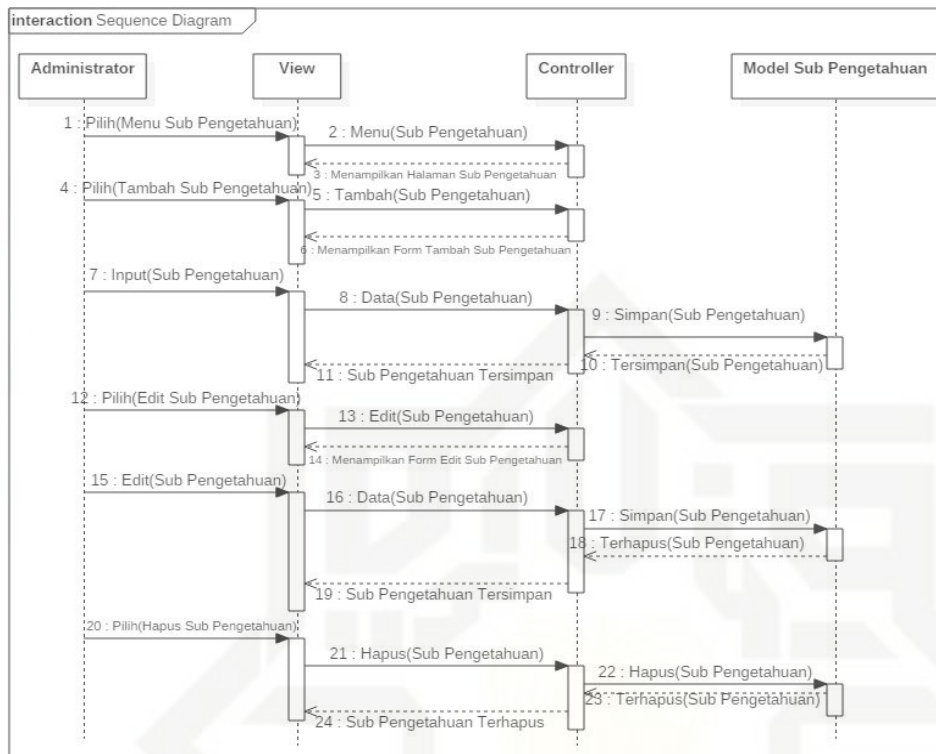 interaction Sequence Diagram
Administrator
View
Controller
Model Sub Pengetahuan
1 : Pilih(Menu Sub Pengetahuan)
2 : Menu(Sub Pengetahuan)
3 : Menampilkan Halaman Sub Pengetahuan
4 : Pilih(Tambah Sub Pengetahuan)
5 : Tambah(Sub Pengetahuan)
6 : Menampilkan Form Tambah Sub Pengetahuan
7 : Input(Sub Pengetahuan)
8 : Data(Sub Pengetahuan)
9 : Simpan(Sub Pengetahuan)
10 : Tersimpan(Sub Pengetahuan)
11 : Sub Pengetahuan Tersimpan
12 : Pilih(Edit Sub Pengetahuan)
13 : Edit(Sub Pengetahuan)
14 : Menampilkan Form Edit Sub Pengetahuan
15 : Edit(Sub Pengetahuan)
16 : Data(Sub Pengetahuan)
17 : Simpan(Sub Pengetahuan)
18 : Terhapus(Sub Pengetahuan)
19 : Sub Pengetahuan Tersimpan
20 : Pilih(Hapus Sub Pengetahuan)
21 : Hapus(Sub Pengetahuan)
22 : Hapus(Sub Pengetahuan)
23 : Terhapus(Sub Pengetahuan)
24 : Sub Pengetahuan Terhapus